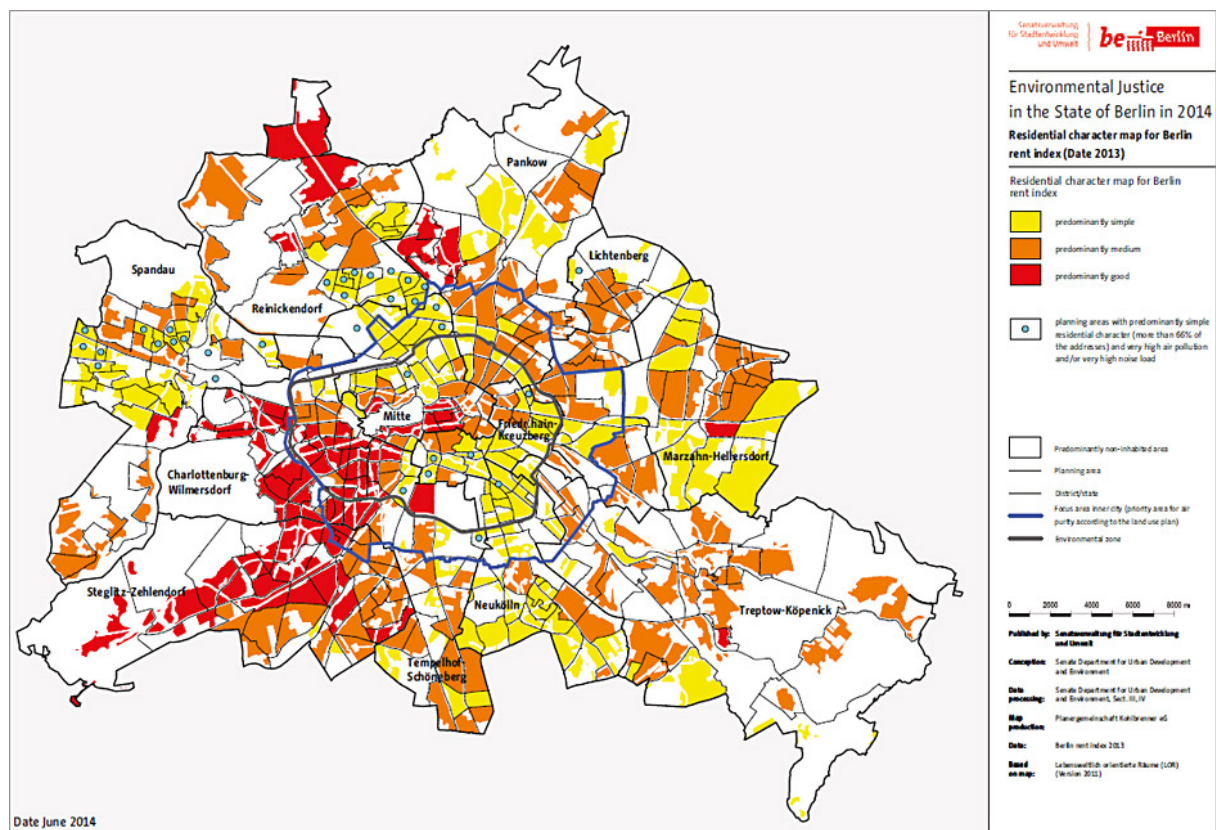 Senatsverwaltung
für Stadtentwicklung
und Umwelt
be Berlin
Environmental Justice
in the State of Berlin in 2014
Residential character map for Berlin
rent index (Date 2013)
Residential character map for Berlin
rent index
predominantly simple
predominantly medium
predominantly good
planning areas with predominantly simple
residential character (more than 66% of
the addresses) and very high air pollution
and/or very high noise load
Predominantly non-inhabited area
Planning area
District/state
Focus area inner city (priority area for air
purity according to the land use plan)
Environmental zone
0 2000 4000 6000 8000 m
Published by: Senatsverwaltung für Stadtentwicklung
und Umwelt
Conception: Senate Department for Urban Development
and Environment
Data
processing: Senate Department for Urban Development
and Environment, Sect. III, IV
Map
production: Planergemeinschaft Kohlbrenner eG
Date: Berlin rent index 2013
Based
on map: Lebensweltlich orientierte Räume (LOR)
(Version 2011)
Pankow
Lichtenberg
Spandau
Reinickendorf
Mitte
Friedrichain-
Kreuzberg
Marzahn-Hellersdorf
Charlottenburg-
Wilmersdorf
Steglitz-Zehlendorf
Neukölln
Treptow-Köpenick
Tempelhof-
Schöneberg
Date June 2014